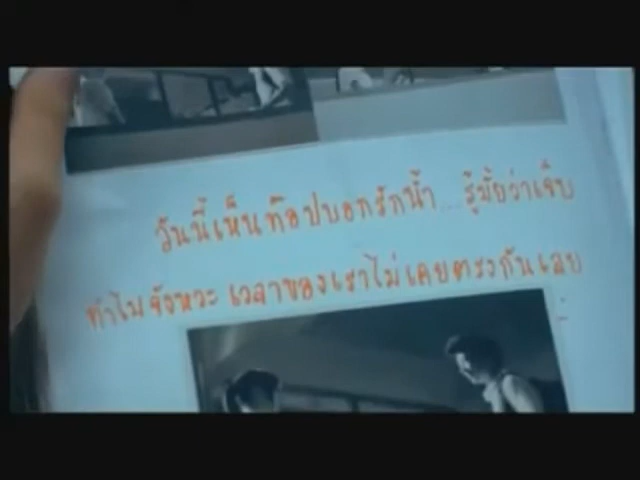 วันนี้เห็นท๊อปบอกรักน้ำ....รู้มั้ยว่าเจ็บ
ทำไมจังหวะ เวลาของเราไม่เคยตรงกันเลย